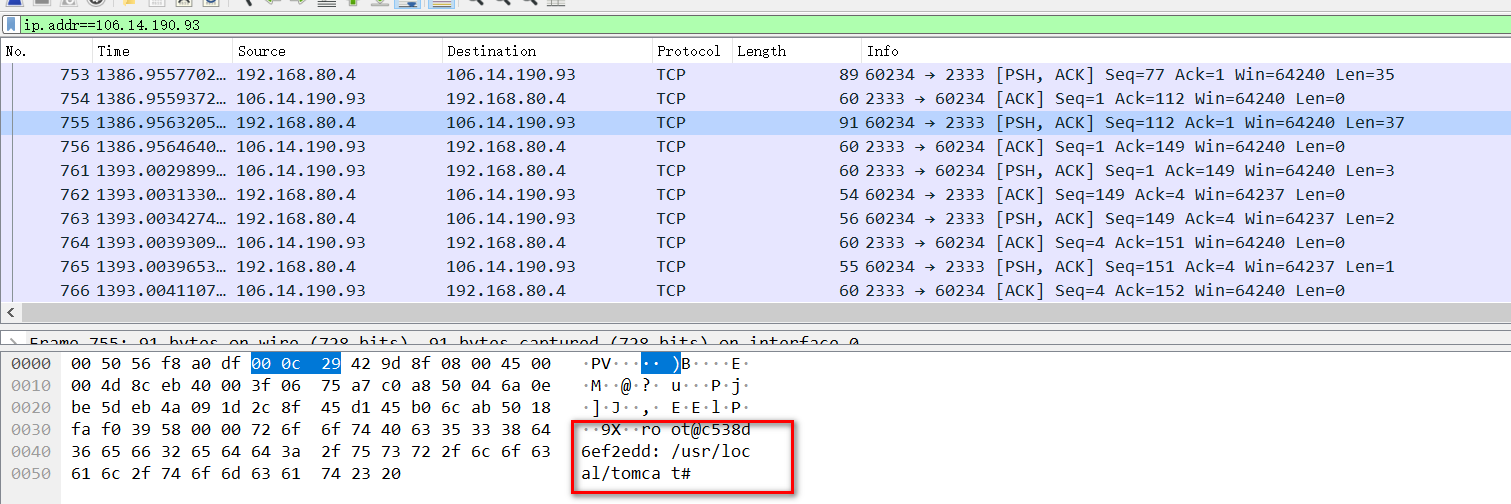 ip.addr==106.14.190.93
No. Time Source Destination Protocol Length Info
753 1386.9557702… 192.168.80.4 106.14.190.93 TCP 89 60234 → 2333 [PSH, ACK] Seq=77 Ack=1 Win=64240 Len=35
754 1386.9559372… 106.14.190.93 192.168.80.4 TCP 60 2333 → 60234 [ACK] Seq=1 Ack=112 Win=64240 Len=0
755 1386.9563205… 192.168.80.4 106.14.190.93 TCP 91 60234 → 2333 [PSH, ACK] Seq=112 Ack=1 Win=64240 Len=37
756 1386.9564640… 106.14.190.93 192.168.80.4 TCP 60 2333 → 60234 [ACK] Seq=1 Ack=149 Win=64240 Len=0
761 1393.0029899… 106.14.190.93 192.168.80.4 TCP 60 2333 → 60234 [PSH, ACK] Seq=1 Ack=149 Win=64240 Len=3
762 1393.0031330… 192.168.80.4 106.14.190.93 TCP 54 60234 → 2333 [ACK] Seq=149 Ack=4 Win=64237 Len=0
763 1393.0034274… 192.168.80.4 106.14.190.93 TCP 56 60234 → 2333 [PSH, ACK] Seq=149 Ack=4 Win=64237 Len=2
764 1393.0039309… 106.14.190.93 192.168.80.4 TCP 60 2333 → 60234 [ACK] Seq=4 Ack=151 Win=64240 Len=0
765 1393.0039653… 192.168.80.4 106.14.190.93 TCP 55 60234 → 2333 [PSH, ACK] Seq=151 Ack=4 Win=64237 Len=1
766 1393.0041107… 106.14.190.93 192.168.80.4 TCP 60 2333 → 60234 [ACK] Seq=4 Ack=152 Win=64240 Len=0
Frame 755: 91 bytes on wire (728 bits), 91 bytes captured (728 bits) on interface 0
0000 00 50 56 f8 a0 df 00 0c 29 42 9d 8f 08 00 45 00 ·PV·····)B····E·
0010 00 4d 8c eb 40 00 3f 06 75 a7 c0 a8 50 04 6a 0e ·M··@·?· u···P·j·
0020 be 5d eb 4a 09 1d 2c 8f 45 d1 45 b0 6c ab 50 18 ·]·J··,· E·E·l·P·
0030 fa f0 39 58 00 00 72 6f 6f 74 40 63 35 33 38 64 ··9X··ro ot@c538d
0040 36 65 66 32 65 64 64 3a 2f 75 73 72 2f 6c 6f 63 6ef2edd: /usr/loc
0050 61 6c 2f 74 6f 6d 63 61 74 23 20 al/tomca t#